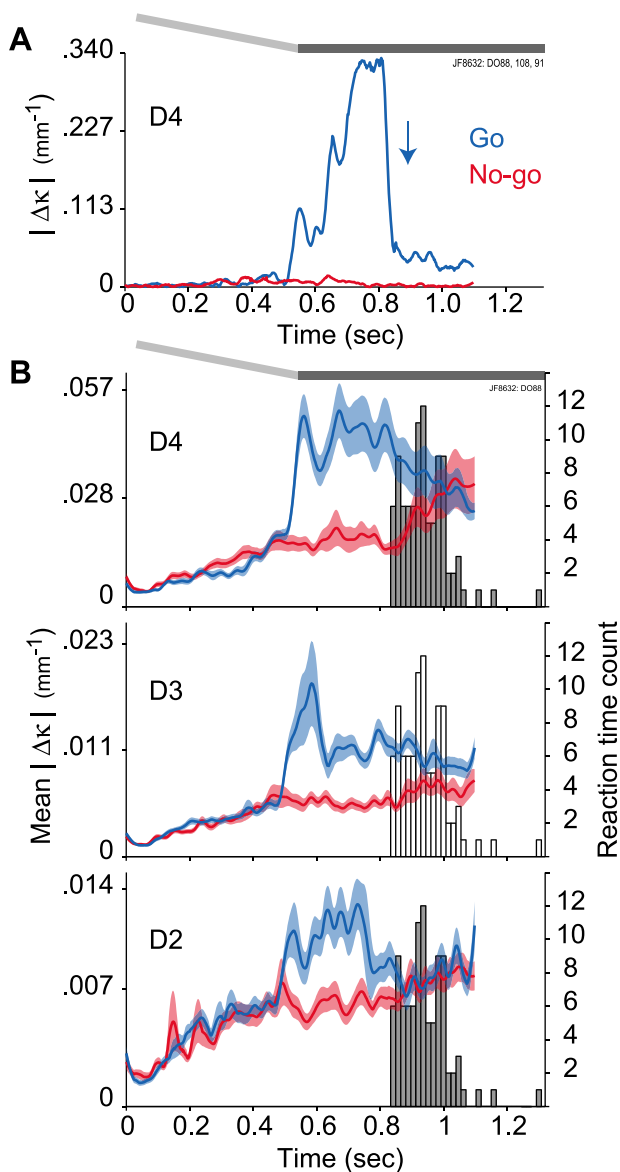 A
.340
.227
.113
0
| Δκ | (mm⁻¹)
D4
JF8632: DO88, 108, 91
Go
No-go
0 0.2 0.4 0.6 0.8 1.0 1.2
Time (sec)
B
.057
.028
0
D4
JF8632: DO88
12
10
8
6
4
2
.023
.011
0
D3
Mean | Δκ | (mm⁻¹)
12
10
8
6
4
2
Reaction time count
.014
.007
0
D2
12
10
8
6
4
2
0 0.2 0.4 0.6 0.8 1 1.2
Time (sec)